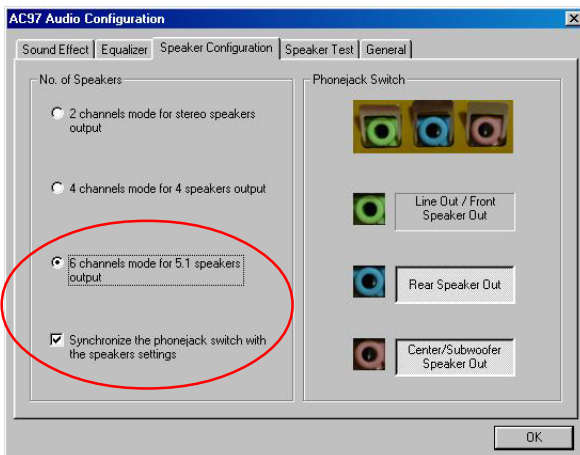 AC97 Audio Configuration
Sound Effect
Equalizer
Speaker Configuration
Speaker Test
General
No. of Speakers
2 channels mode for stereo speakers
output
4 channels mode for 4 speakers output
6 channels mode for 5.1 speakers
output
Synchronize the phonejack switch with
the speakers settings
Phonejack Switch
Line Out / Front
Speaker Out
Rear Speaker Out
Center/Subwoofer
Speaker Out
OK